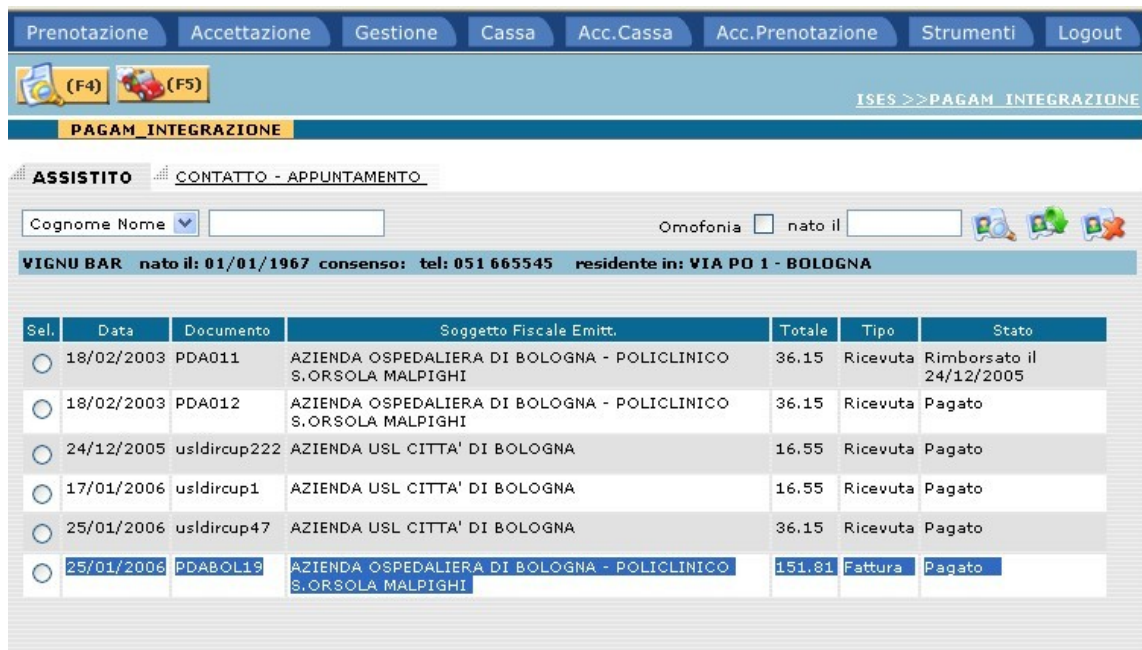 Prenotazione Accettazione Gestione Cassa Acc.Cassa Acc.Prenotazione Strumenti Logout
(F4) (F5)
ISES >>PAGAM_INTEGRAZIONE
PAGAM_INTEGRAZIONE
ASSISTITO CONTATTO - APPUNTAMENTO
Cognome Nome Omofonia nato il
VIGNU BAR nato il: 01/01/1967 consenso: tel: 051 665545 residente in: VIA PO 1 - BOLOGNA
Sel. Data Documento Soggetto Fiscale Emitt. Totale Tipo Stato
18/02/2003 PDA011 AZIENDA OSPEDALIERA DI BOLOGNA - POLICLINICO 36.15 Ricevuta Rimborsato il
S.ORSOLA MALPIGHI 24/12/2005
18/02/2003 PDA012 AZIENDA OSPEDALIERA DI BOLOGNA - POLICLINICO 36.15 Ricevuta Pagato
S.ORSOLA MALPIGHI
24/12/2005 usldircup222 AZIENDA USL CITTA' DI BOLOGNA 16.55 Ricevuta Pagato
17/01/2006 usldircup1 AZIENDA USL CITTA' DI BOLOGNA 16.55 Ricevuta Pagato
25/01/2006 usldircup47 AZIENDA USL CITTA' DI BOLOGNA 36.15 Ricevuta Pagato
25/01/2006 PDABOL19 AZIENDA OSPEDALIERA DI BOLOGNA - POLICLINICO 151.81 Fattura Pagato
S.ORSOLA MALPIGHI